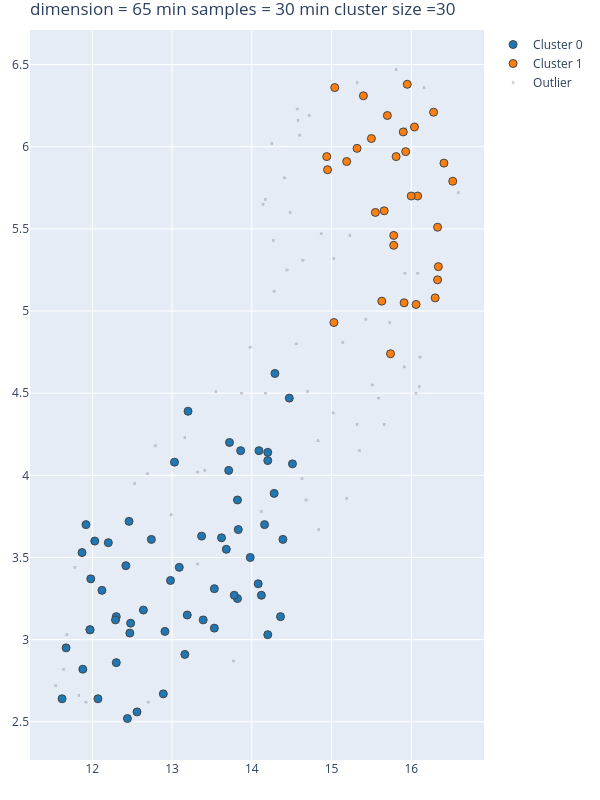 dimension = 65 min samples = 30 min cluster size =30
Cluster 0
Cluster 1
Outlier
6.5
6
5.5
5
4.5
4
3.5
3
2.5
12 13 14 15 16